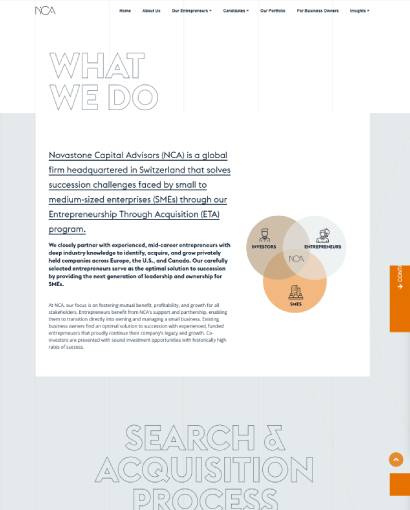 NCA
Home About Us Our Entrepreneurs Candidates Our Portfolio For Business Owners Insights
WHAT
WE DO
Novastone Capital Advisors (NCA) is a global
firm headquartered in Switzerland that solves
succession challenges faced by small to
medium-sized enterprises (SMEs) through our
Entrepreneurship Through Acquisition (ETA)
program.
We closely partner with experienced, mid-career entrepreneurs with
deep industry knowledge to identify, acquire, and grow privately
held companies across Europe, the U.S., and Canada. Our carefully
selected entrepreneurs serve as the optimal solution to succession
by providing the next generation of leadership and ownership for
SMEs.
INVESTORS
ENTREPRENEURS
NCA
SMES
At NCA, our focus is on fostering mutual benefit, profitability, and growth for all
stakeholders. Entrepreneurs benefit from NCA's support and partnership, enabling
them to transition directly into owning and managing a small business. Existing
business owners find an optimal solution to succession with experienced, funded
entrepreneurs that proudly continue their company's legacy and growth. Co-
investors are presented with sound investment opportunities with historically high
rates of success.
SEARCH &
ACQUISITION
PROCESS